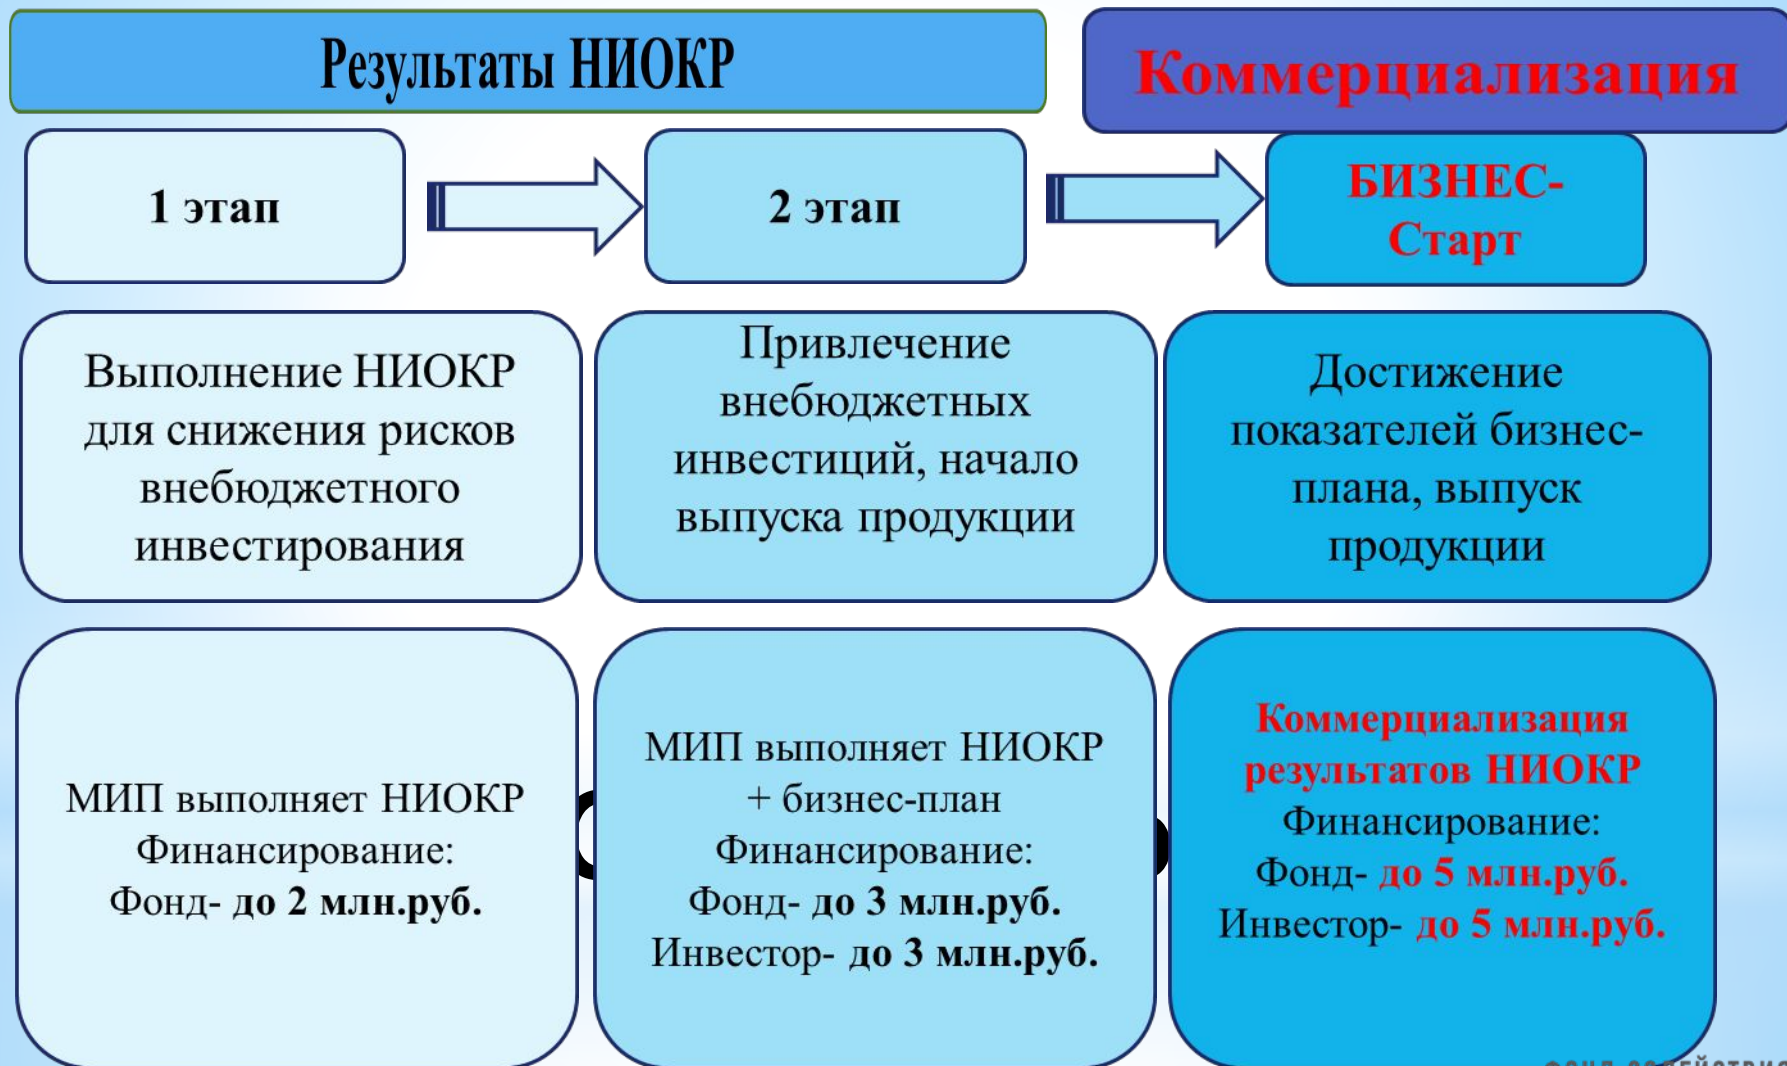 Результаты НИОКР
Коммерциализация
1 этап
2 этап
БИЗНЕС-
Старт
Выполнение НИОКР
для снижения рисков
внебюджетного
инвестирования
Привлечение
внебюджетных
инвестиций, начало
выпуска продукции
Достижение
показателей бизнес-
плана, выпуск
продукции
МИП выполняет НИОКР
Финансирование:
Фонд- до 2 млн.руб.
МИП выполняет НИОКР
+ бизнес-план
Финансирование:
Фонд- до 3 млн.руб.
Инвестор- до 3 млн.руб.
Коммерциализация
результатов НИОКР
Финансирование:
Фонд- до 5 млн.руб.
Инвестор- до 5 млн.руб.